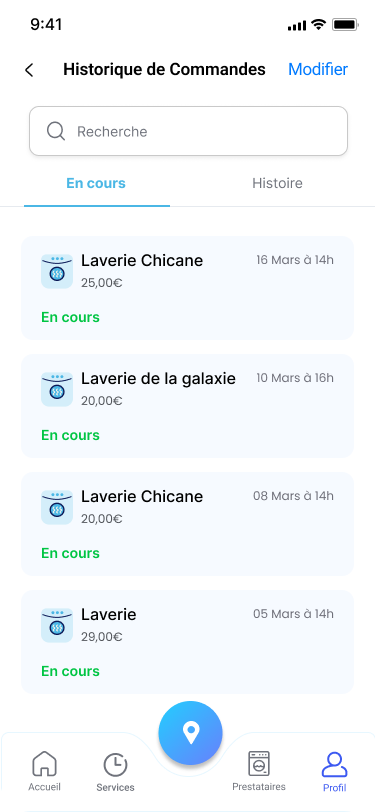 9:41
Historique de Commandes Modifier
Recherche
En cours Histoire
Laverie Chicane 16 Mars à 14h
25,00€
En cours
Laverie de la galaxie 10 Mars à 16h
20,00€
En cours
Laverie Chicane 08 Mars à 14h
20,00€
En cours
Laverie 05 Mars à 14h
29,00€
En cours
Accueil Services Prestataires Profil